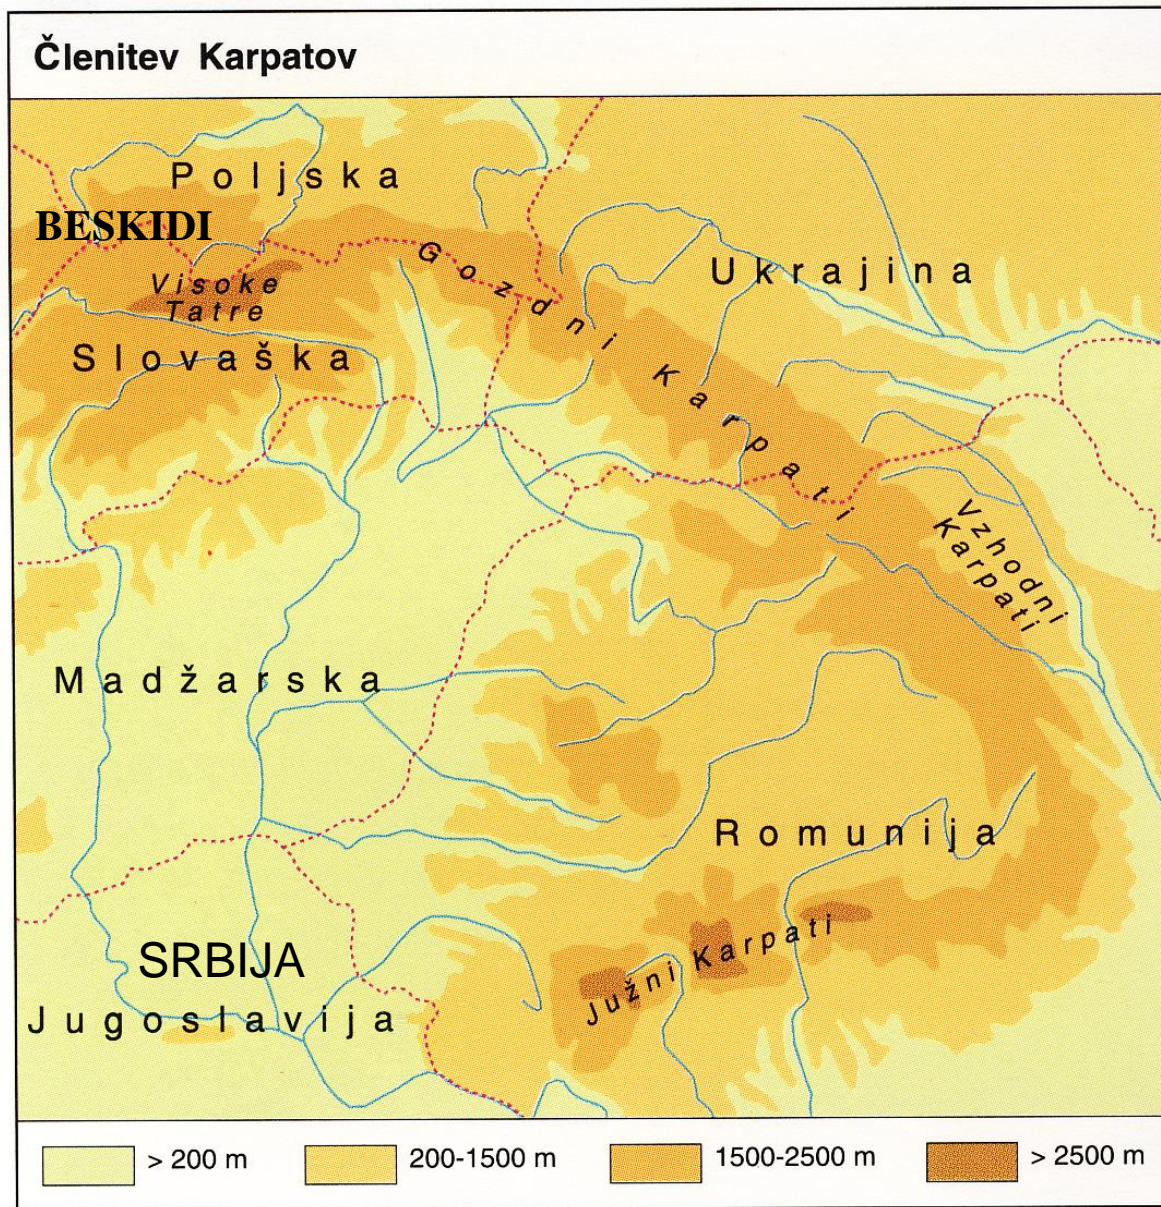 Členitev Karpatov
Poljska
BESKIDI
Gozdni Karpati
Ukrajina
Visoke
Tatre
Slovaška
Vzhodni
Karpati
Madžarska
Romunija
Južni Karpati
SRBIJA
Jugoslavija
> 200 m
200-1500 m
1500-2500 m
> 2500 m